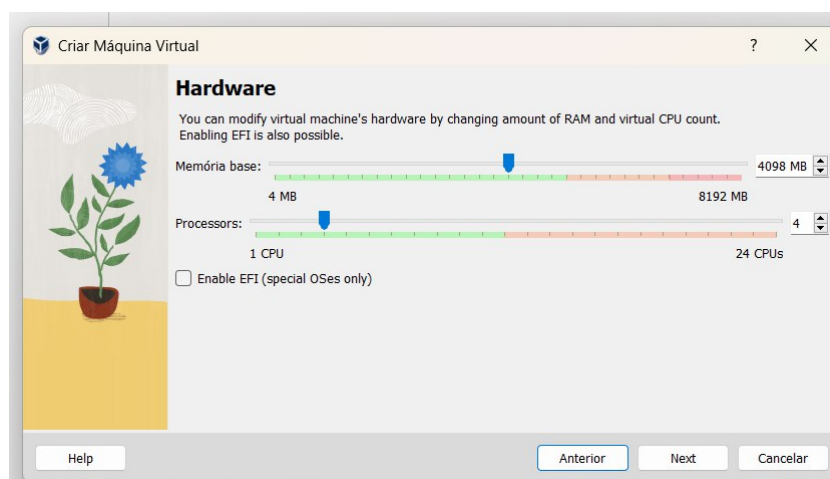 Criar Máquina Virtual
?
Hardware
You can modify virtual machine's hardware by changing amount of RAM and virtual CPU count.
Enabling EFI is also possible.
Memória base: 4098 MB
4 MB 8192 MB
Processors: 4
1 CPU 24 CPUs
Enable EFI (special OSes only)
Help Anterior Next Cancelar